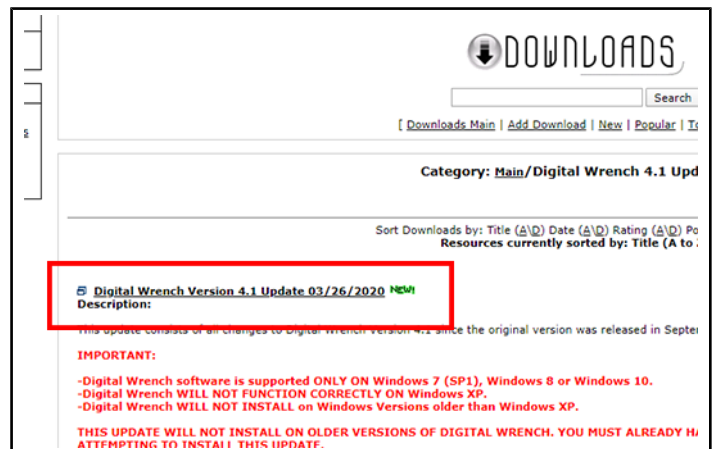 DOWNLOADS
Search
[ Downloads Main | Add Download | New | Popular |
Category: Main/Digital Wrench 4.1
Sort Downloads by: Title (A\D) Date (A\D) Rating (A\D)
Resources currently sorted by: Title (A to
Digital Wrench Version 4.1 Update 03/26/2020 NEW!
Description:
This update consists of all changes to Digital Wrench Version 4.1 since the original version was released in
IMPORTANT:
-Digital Wrench software is supported ONLY ON Windows 7 (SP1), Windows 8 or Windows 10.
-Digital Wrench WILL NOT FUNCTION CORRECTLY ON Windows XP.
-Digital Wrench WILL NOT INSTALL on Windows Versions older than Windows XP.
THIS UPDATE WILL NOT INSTALL ON OLDER VERSIONS OF DIGITAL WRENCH. YOU MUST ALREADY
ATTEMPTING TO INSTALL THIS UPDATE.